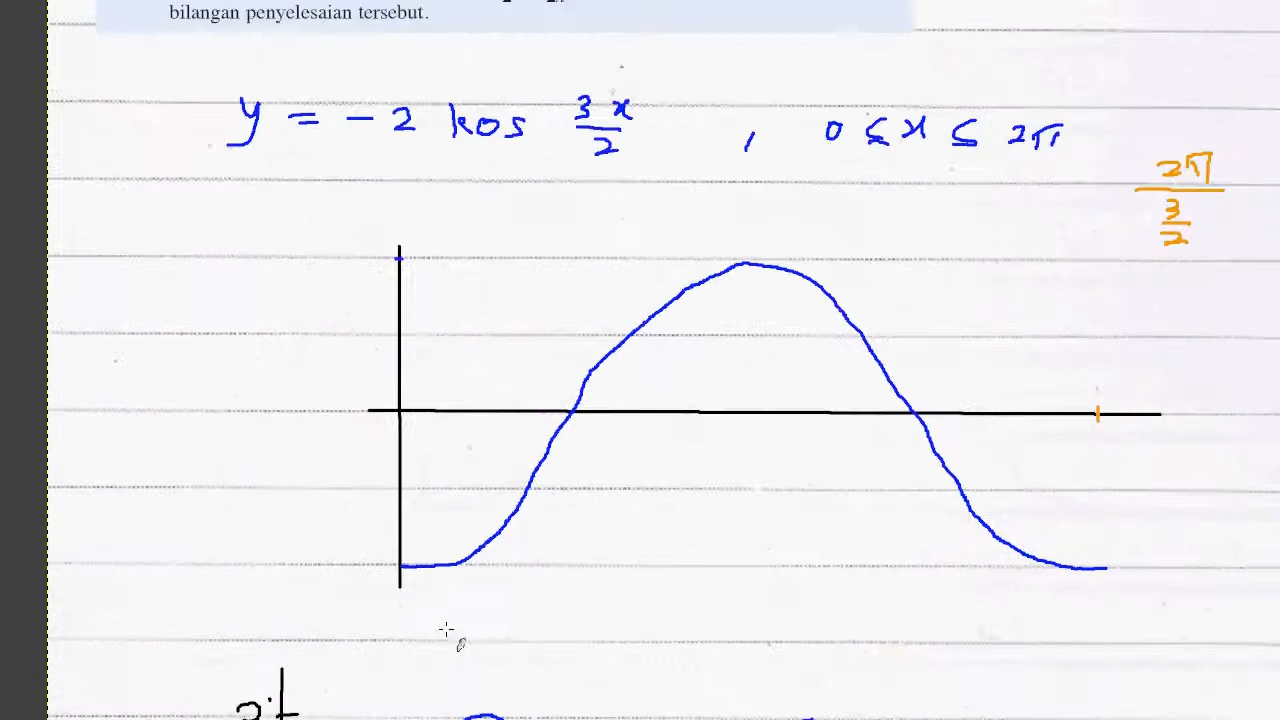 bilangan penyelesaian tersebut.
y = - 2 kos 3x/2 , 0 ≤ x ≤ 2π
2π
3
2